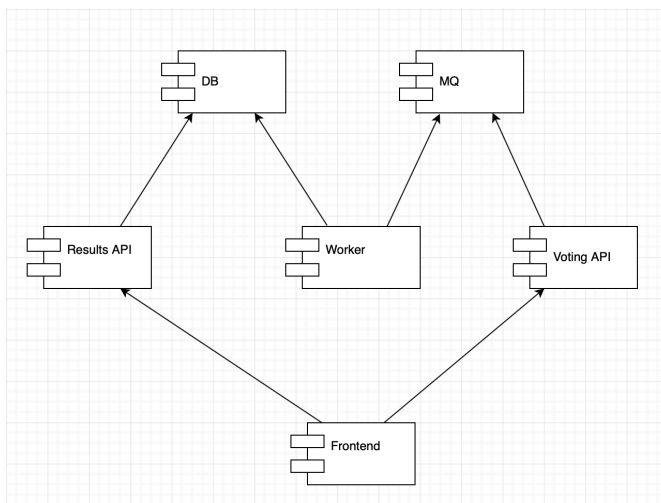 DB
MQ
Results API
Worker
Voting API
Frontend